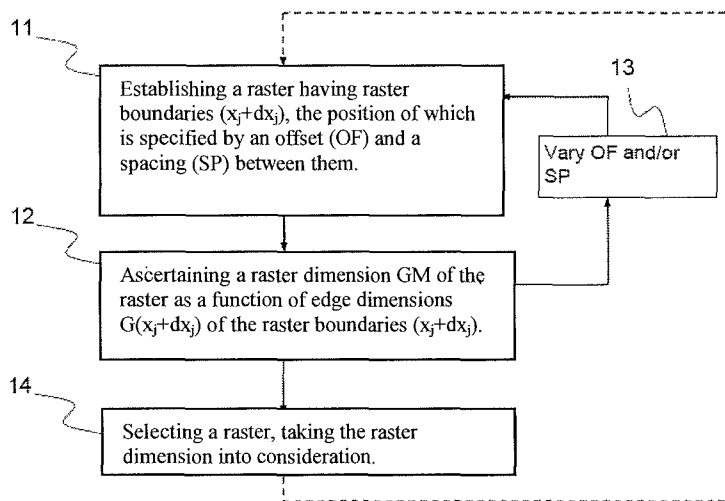 11
Establishing a raster having raster
boundaries (xj+dxj), the position of which
is specified by an offset (OF) and a
spacing (SP) between them.
13
Vary OF and/or
SP
12
Ascertaining a raster dimension GM of the
raster as a function of edge dimensions
G(xj+dxj) of the raster boundaries (xj+dxj).
14
Selecting a raster, taking the raster
dimension into consideration.